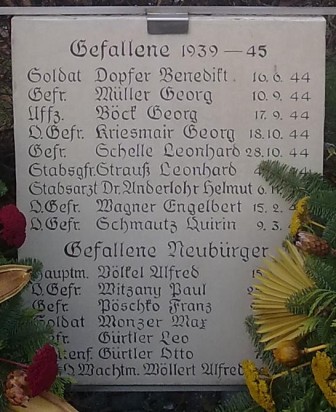 Gefallene 1939 — 45
Soldat Dopfer Benedikt 16. 6. 44
Gefr. Müller Georg 10. 9. 44
Uffz. Böck Georg 17. 9. 44
O.Gefr. Kriesmair Georg 18. 10. 44
Gefr. Schelle Leonhard 28. 10. 44
Stabsgfr. Strauß Leonhard 44
Stabsarzt Dr. Anderlohr Helmut
O.Gefr. Wagner Engelbert 15. 2.
O.Gefr. Schmautz Quirin 9. 3.
Gefallene Neubürger
Hauptm. Völkel Alfred
O.Gefr. Witzany Paul
Gefr. Pöschko Franz
Soldat Monzer Max
Gefr. Gürtler Leo
Gürtler Otto
Wachtm. Wöllert Alfred